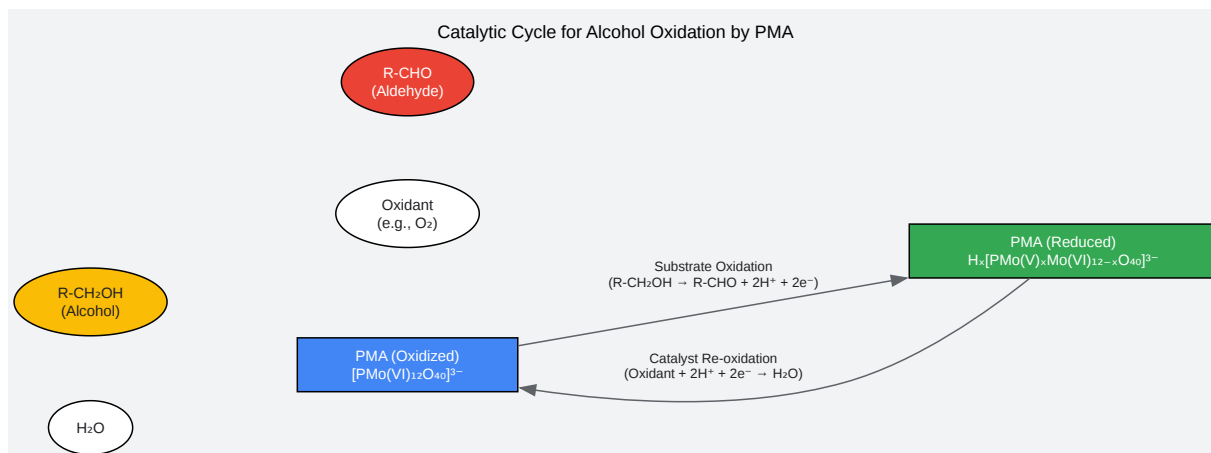 Catalytic Cycle for Alcohol Oxidation by PMA
R-CHO
(Aldehyde)
Oxidant
(e.g., O₂)
PMA (Reduced)
Hₓ[PMo(V)ₓMo(VI)₁₂₋ₓO₄₀]³⁻
Substrate Oxidation
(R-CH₂OH → R-CHO + 2H⁺ + 2e⁻)
R-CH₂OH
(Alcohol)
PMA (Oxidized)
[PMo(VI)₁₂O₄₀]³⁻
Catalyst Re-oxidation
(Oxidant + 2H⁺ + 2e⁻ → H₂O)
H₂O